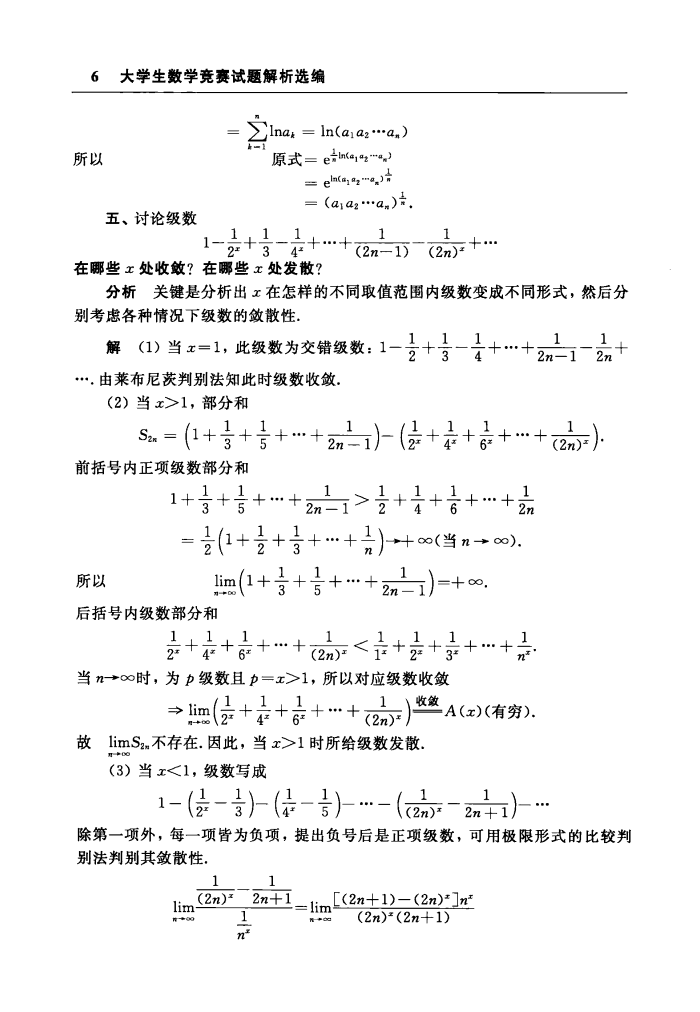 6 大学生数学竞赛试题解析选编
$= \sum_{k=1}^{n} \ln a_k = \ln(a_1 a_2 \cdots a_n)$
所以 原式$= e^{\frac{1}{n}\ln(a_1 a_2 \cdots a_n)}$
$= e^{\ln(a_1 a_2 \cdots a_n)^{\frac{1}{n}}}$
$= (a_1 a_2 \cdots a_n)^{\frac{1}{n}}.$
五、讨论级数
$1-\frac{1}{2^x}+\frac{1}{3}-\frac{1}{4^x}+\cdots+\frac{1}{(2n-1)}-\frac{1}{(2n)^x}+\cdots$
在哪些 x 处收敛? 在哪些 x 处发散?
分析 关键是分析出 x 在怎样的不同取值范围内级数变成不同形式,然后分
别考虑各种情况下级数的敛散性.
解 (1) 当 x=1, 此级数为交错级数: $1-\frac{1}{2}+\frac{1}{3}-\frac{1}{4}+\cdots+\frac{1}{2n-1}-\frac{1}{2n}+$
$\cdots$. 由莱布尼茨判别法知此时级数收敛.
(2) 当 x>1, 部分和
$S_{2n} = \left(1+\frac{1}{3}+\frac{1}{5}+\cdots+\frac{1}{2n-1}\right)-\left(\frac{1}{2^x}+\frac{1}{4^x}+\frac{1}{6^x}+\cdots+\frac{1}{(2n)^x}\right).$
前括号内正项级数部分和
$1+\frac{1}{3}+\frac{1}{5}+\cdots+\frac{1}{2n-1}>\frac{1}{2}+\frac{1}{4}+\frac{1}{6}+\cdots+\frac{1}{2n}$
$=\frac{1}{2}\left(1+\frac{1}{2}+\frac{1}{3}+\cdots+\frac{1}{n}\right)\to+\infty(当 n\to\infty).$
所以 $\lim_{n\to\infty}\left(1+\frac{1}{3}+\frac{1}{5}+\cdots+\frac{1}{2n-1}\right)=+\infty.$
后括号内级数部分和
$\frac{1}{2^x}+\frac{1}{4^x}+\frac{1}{6^x}+\cdots+\frac{1}{(2n)^x}<\frac{1}{1^x}+\frac{1}{2^x}+\frac{1}{3^x}+\cdots+\frac{1}{n^x}.$
当 n→∞时, 为 p 级数且 p=x>1, 所以对应级数收敛
$\Rightarrow\lim_{n\to\infty}\left(\frac{1}{2^x}+\frac{1}{4^x}+\frac{1}{6^x}+\cdots+\frac{1}{(2n)^x}\right)\overset{收敛}{=\!=}A(x)(有穷).$
故 $\lim_{n\to\infty}S_{2n}$不存在. 因此, 当 x>1 时所给级数发散.
(3) 当 x<1, 级数写成
$1-\left(\frac{1}{2^x}-\frac{1}{3}\right)-\left(\frac{1}{4^x}-\frac{1}{5}\right)-\cdots-\left(\frac{1}{(2n)^x}-\frac{1}{2n+1}\right)-\cdots$
除第一项外, 每一项皆为负项, 提出负号后是正项级数, 可用极限形式的比较判
别法判别其敛散性.
$\lim_{n\to\infty}\frac{\frac{1}{(2n)^x}-\frac{1}{2n+1}}{\frac{1}{n^x}}=\lim_{n\to\infty}\frac{[(2n+1)-(2n)^x]n^x}{(2n)^x(2n+1)}$